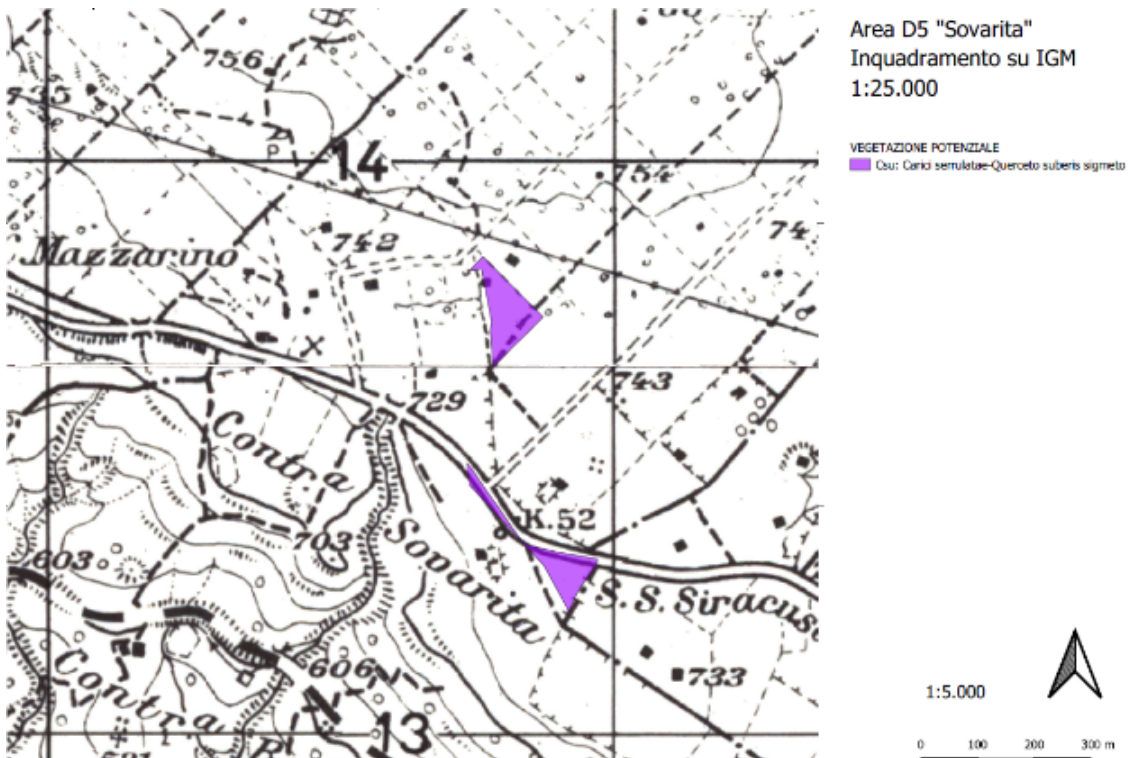 Area D5 "Sovarita"
Inquadramento su IGM
1:25.000
VEGETAZIONE POTENZIALE
Csu: Carici serrulatae-Querceto suberis sigmeto
756
14
754
74
742
Mazzarino
743
729
Contra
K.52
703
Sovarita
603
S. S. Siracus
606
733
Contra
13
1:5.000
0 100 200 300 m